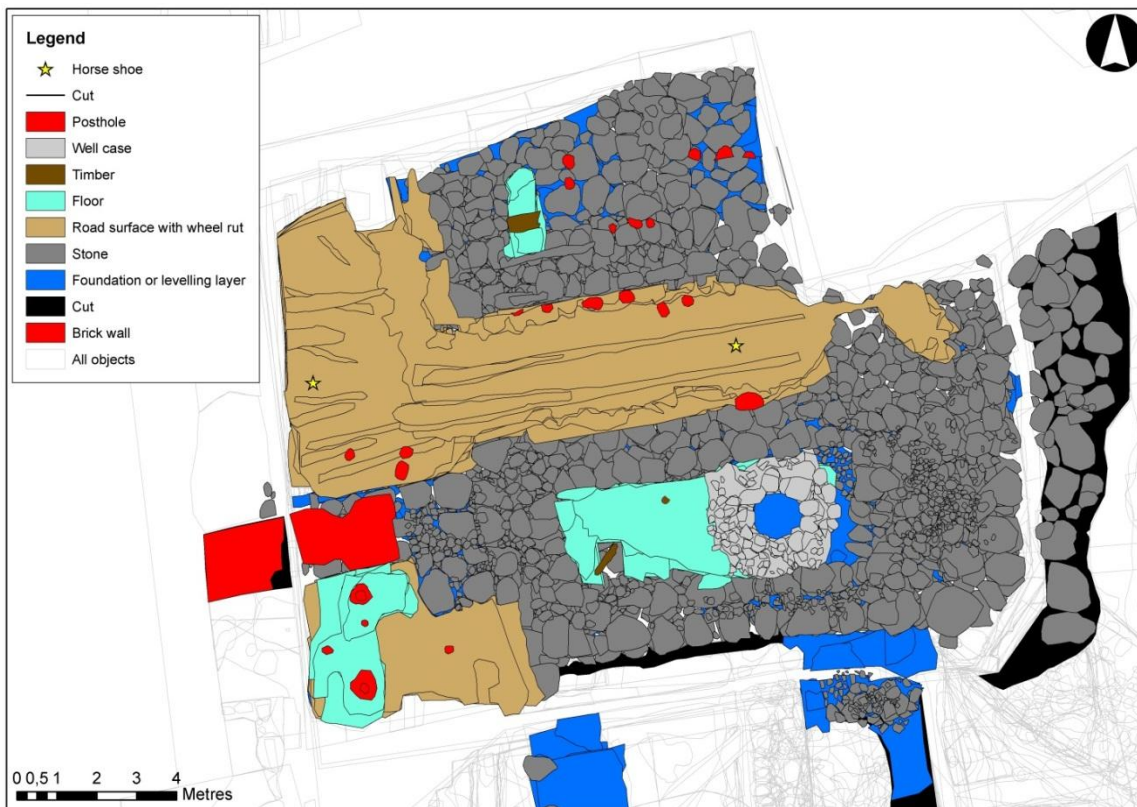 Legend
Horse shoe
Cut
Posthole
Well case
Timber
Floor
Road surface with wheel rut
Stone
Foundation or levelling layer
Cut
Brick wall
All objects
0 0,5 1 2 3 4
Metres